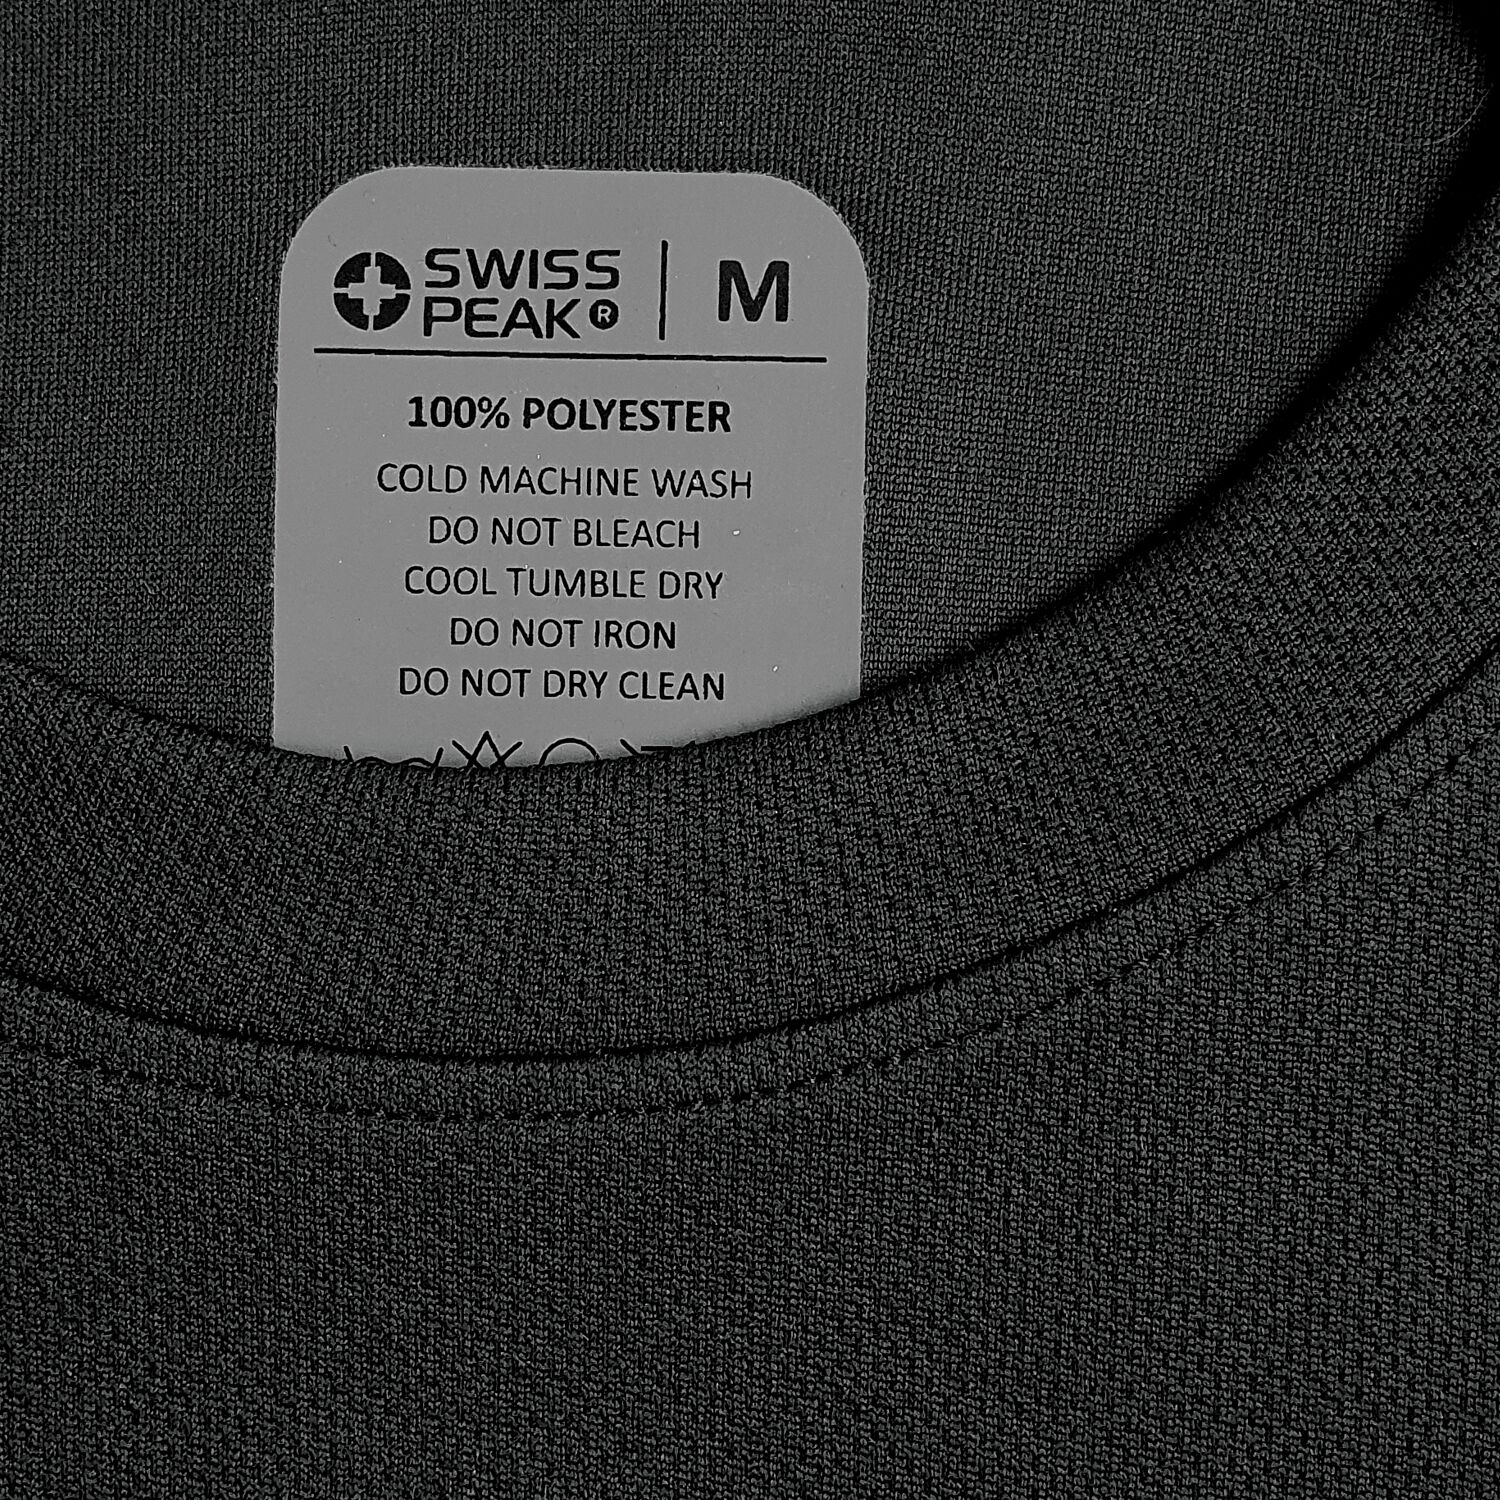 SWISS
PEAK® M
100% POLYESTER
COLD MACHINE WASH
DO NOT BLEACH
COOL TUMBLE DRY
DO NOT IRON
DO NOT DRY CLEAN